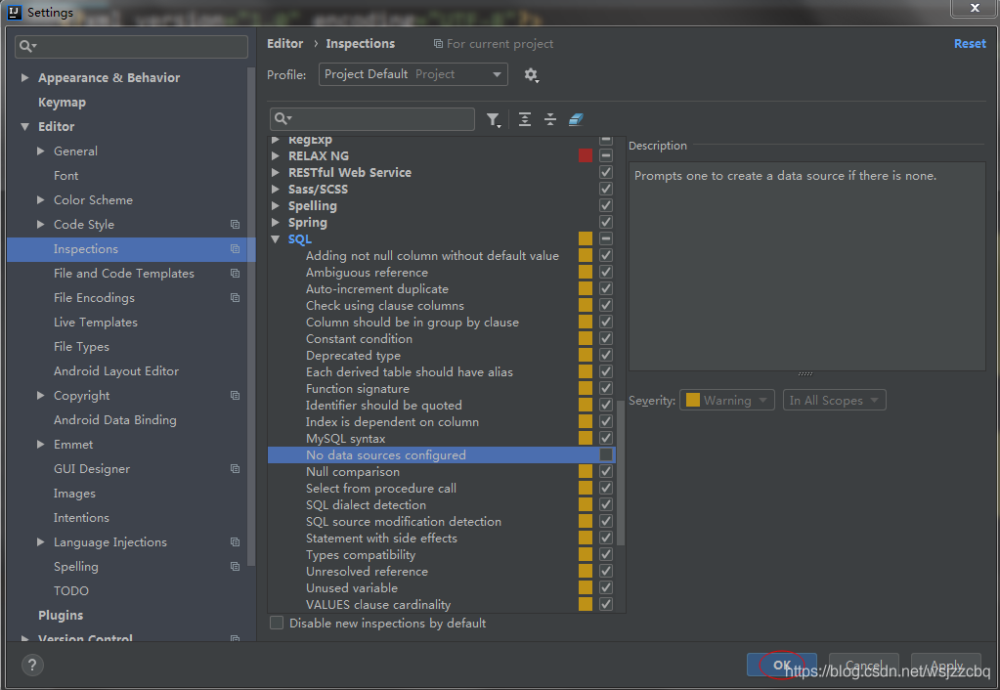 Settings
Editor › Inspections For current project Reset
Profile: Project Default Project
Appearance & Behavior
Keymap
Editor
General
Font
Color Scheme
Code Style
Inspections
File and Code Templates
File Encodings
Live Templates
File Types
Android Layout Editor
Copyright
Android Data Binding
Emmet
GUI Designer
Images
Intentions
Language Injections
Spelling
TODO
Plugins
Version Control
RegExp
RELAX NG
RESTful Web Service
Sass/SCSS
Spelling
Spring
SQL
Adding not null column without default value
Ambiguous reference
Auto-increment duplicate
Check using clause columns
Column should be in group by clause
Constant condition
Deprecated type
Each derived table should have alias
Function signature
Identifier should be quoted
Index is dependent on column
MySQL syntax
No data sources configured
Null comparison
Select from procedure call
SQL dialect detection
SQL source modification detection
Statement with side effects
Types compatibility
Unresolved reference
Unused variable
VALUES clause cardinality
Disable new inspections by default
Description
Prompts one to create a data source if there is none.
Severity: Warning In All Scopes
? OK Cancel Apply
https://blog.csdn.net/wsjzzcbq